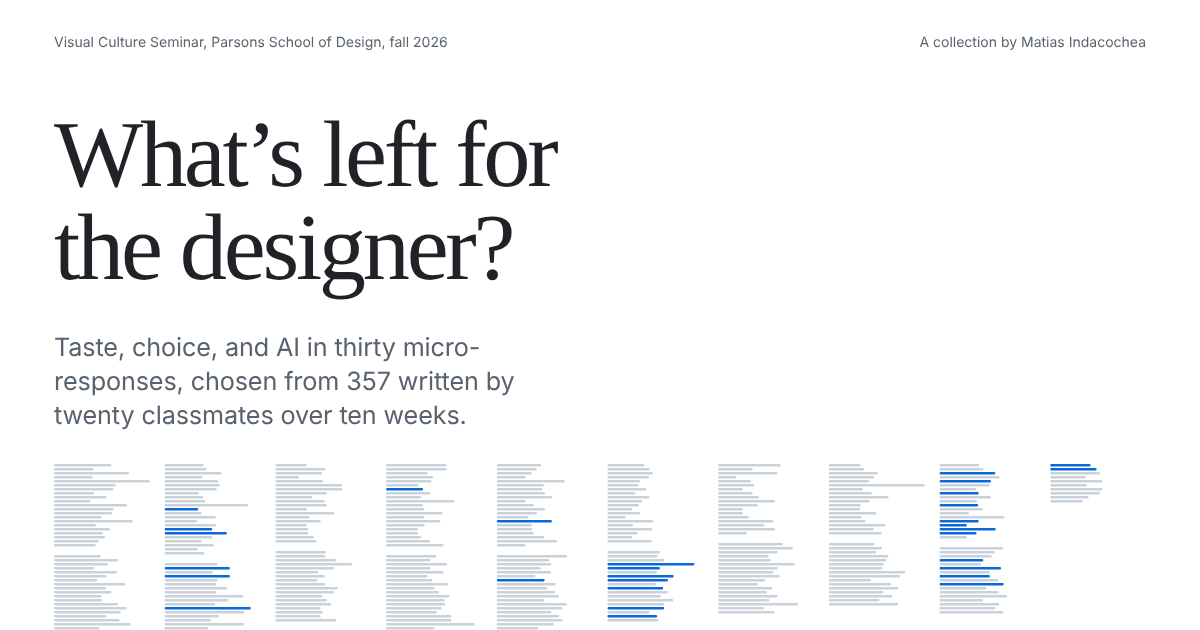 Visual Culture Seminar, Parsons School of Design, fall 2026
A collection by Matias Indacochea
What’s left for
the designer?
Taste, choice, and AI in thirty micro-
responses, chosen from 357 written by
twenty classmates over ten weeks.